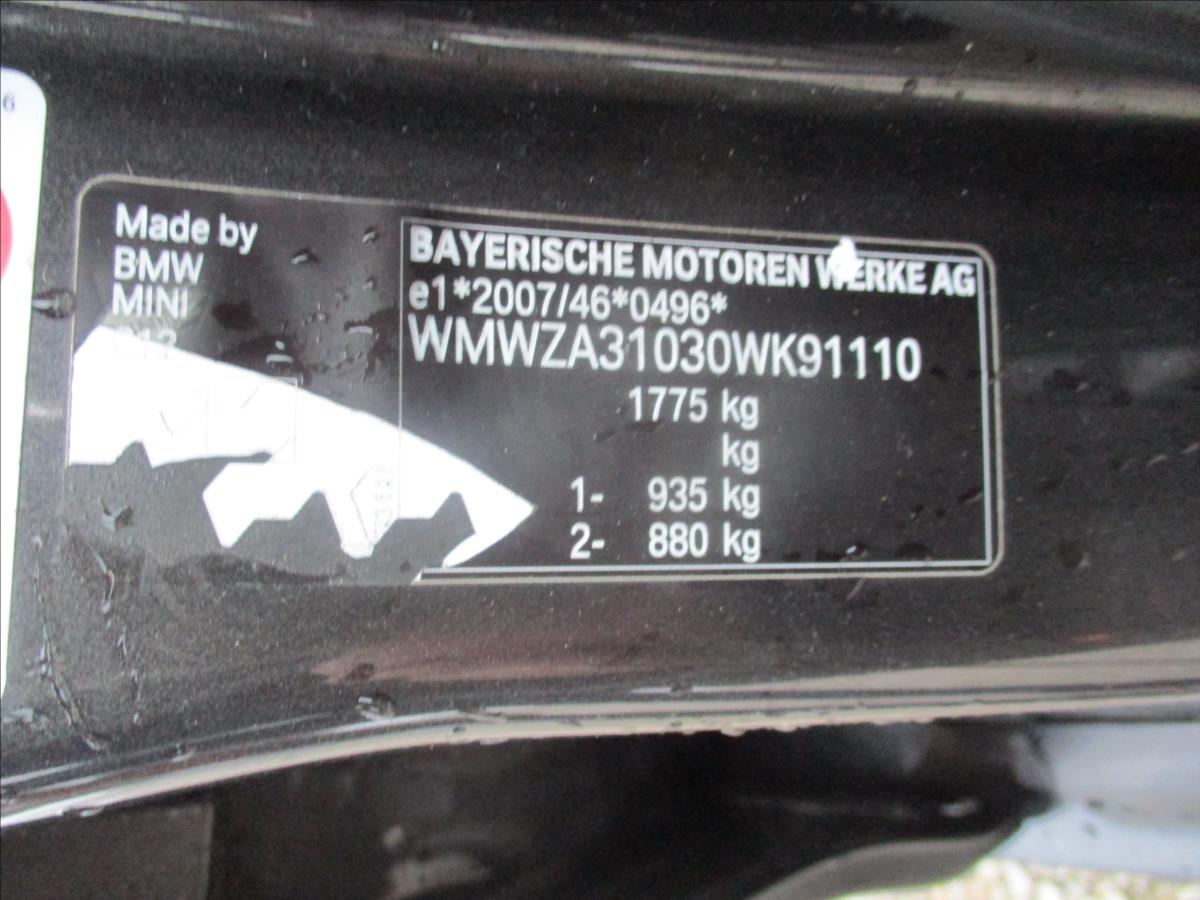 6
Made by
BMW
MINI
BAYERISCHE MOTOREN WERKE AG
e1*2007/46*0496*
WMWZA31030WK91110
1775 kg
kg
1- 935 kg
2- 880 kg